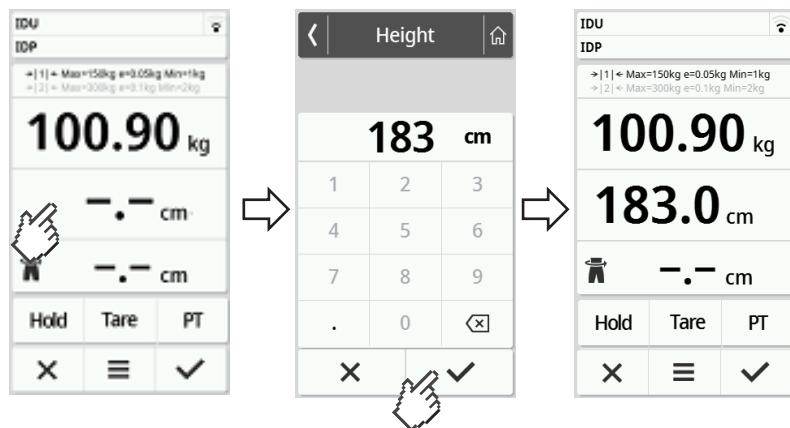 IDU
IDP
→|1|← Max=150kg e=0.05kg Min=1kg
→|2|← Max=300kg e=0.1kg Min=2kg
100.90 kg
-.- cm
-.- cm
Hold Tare PT
Height
183 cm
1 2 3
4 5 6
7 8 9
. 0
IDU
IDP
→|1|← Max=150kg e=0.05kg Min=1kg
→|2|← Max=300kg e=0.1kg Min=2kg
100.90 kg
183.0 cm
-.- cm
Hold Tare PT